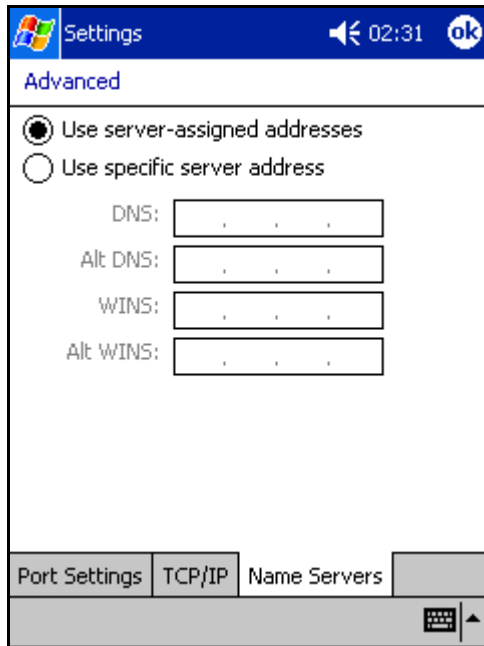 Settings 02:31 ok
Advanced
Use server-assigned addresses
Use specific server address
DNS: . . .
Alt DNS: . . .
WINS: . . .
Alt WINS: . . .
Port Settings TCP/IP Name Servers